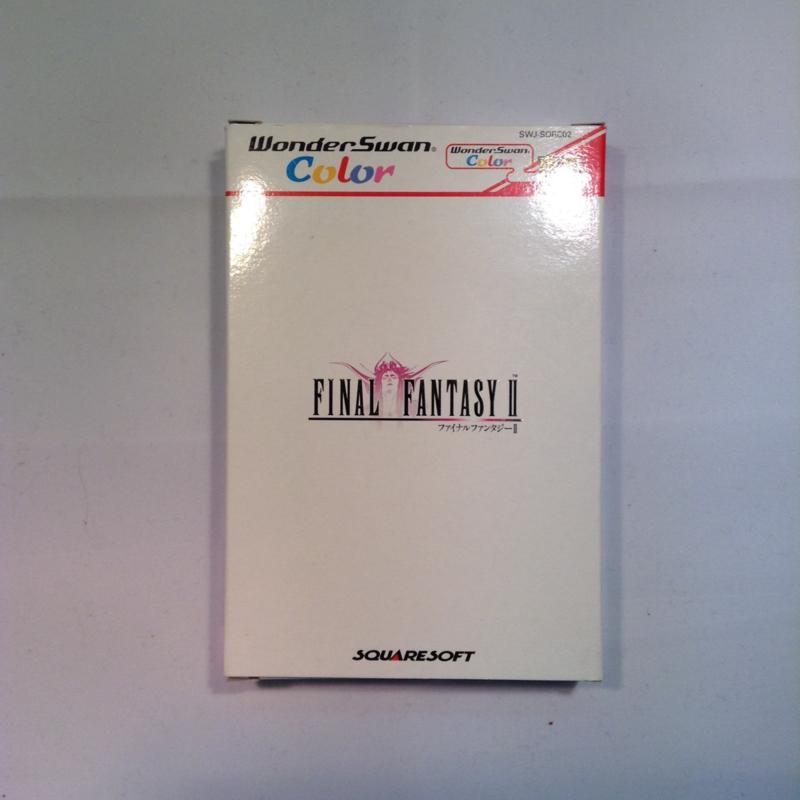 SWJ-SQRC02
WonderSwan®
Color
WonderSwan®
Color
FINAL FANTASY II™
ファイナルファンタジーII
SQUARESOFT